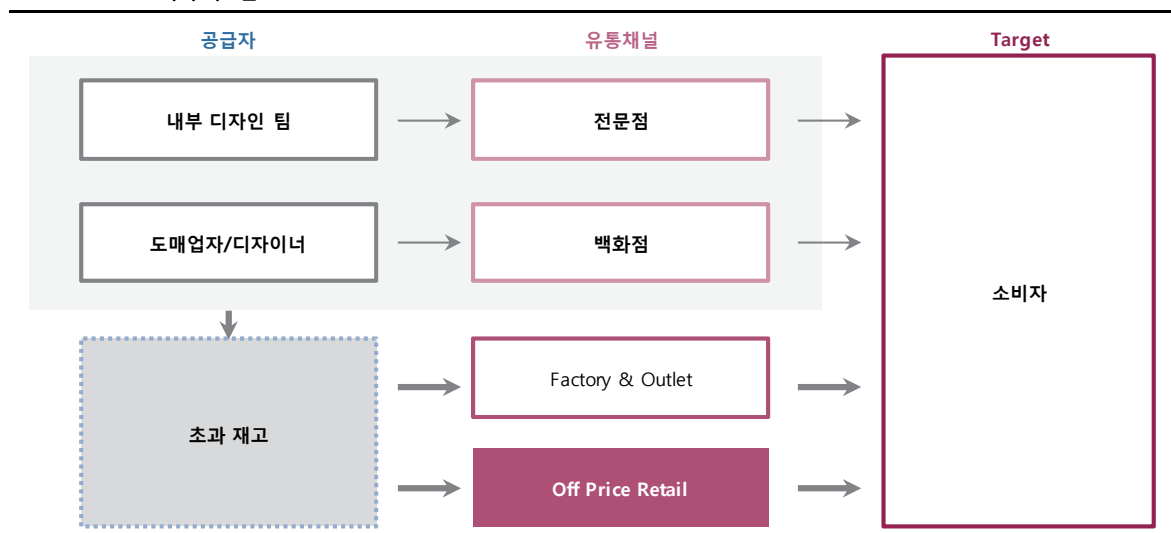 공급자
유통채널
Target
내부 디자인 팀
전문점
도매업자/디자이너
백화점
소비자
초과 재고
Factory & Outlet
Off Price Retail